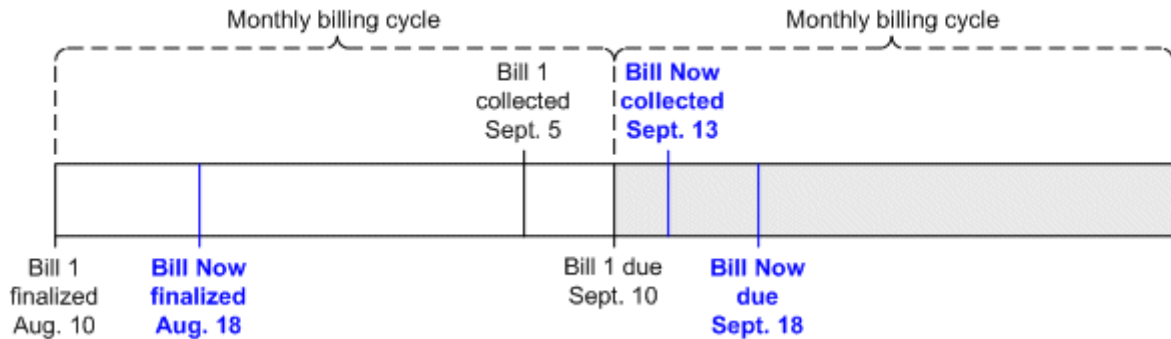 Monthly billing cycle
Monthly billing cycle
Bill 1
collected
Sept. 5
Bill Now
collected
Sept. 13
Bill 1
finalized
Aug. 10
Bill Now
finalized
Aug. 18
Bill 1 due
Sept. 10
Bill Now
due
Sept. 18